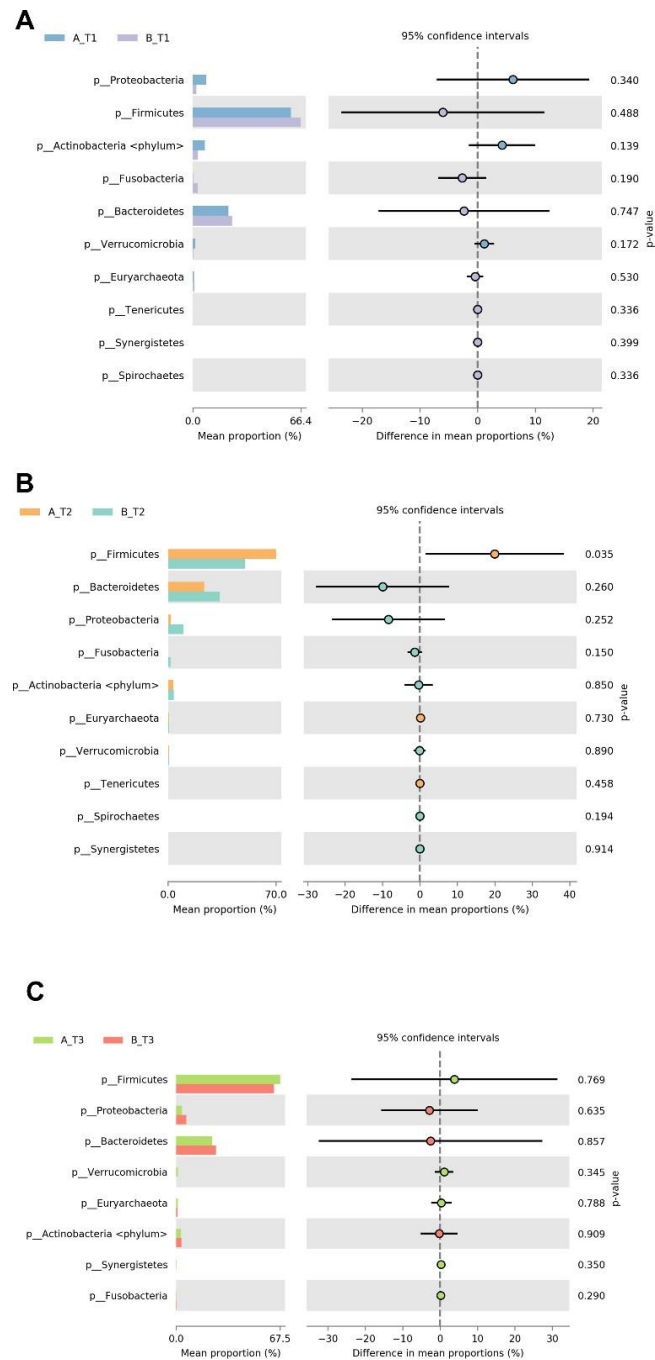 A
A_T1 B_T1 95% confidence intervals
p__Proteobacteria 0.340
p__Firmicutes 0.488
p__Actinobacteria <phylum> 0.139
p__Fusobacteria 0.190
p__Bacteroidetes 0.747
p__Verrucomicrobia 0.172
p__Euryarchaeota 0.530
p__Tenericutes 0.336
p__Synergistetes 0.399
p__Spirochaetes 0.336
p-value
0.0 66.4 −20 −10 0 10 20
Mean proportion (%) Difference in mean proportions (%)
B
A_T2 B_T2 95% confidence intervals
p__Firmicutes 0.035
p__Bacteroidetes 0.260
p__Proteobacteria 0.252
p__Fusobacteria 0.150
p__Actinobacteria <phylum> 0.850
p__Euryarchaeota 0.730
p__Verrucomicrobia 0.890
p__Tenericutes 0.458
p__Spirochaetes 0.194
p__Synergistetes 0.914
p-value
0.0 70.0 −30 −20 −10 0 10 20 30 40
Mean proportion (%) Difference in mean proportions (%)
C
A_T3 B_T3 95% confidence intervals
p__Firmicutes 0.769
p__Proteobacteria 0.635
p__Bacteroidetes 0.857
p__Verrucomicrobia 0.345
p__Euryarchaeota 0.788
p__Actinobacteria <phylum> 0.909
p__Synergistetes 0.350
p__Fusobacteria 0.290
p-value
0.0 67.5 −30 −20 −10 0 10 20 30
Mean proportion (%) Difference in mean proportions (%)